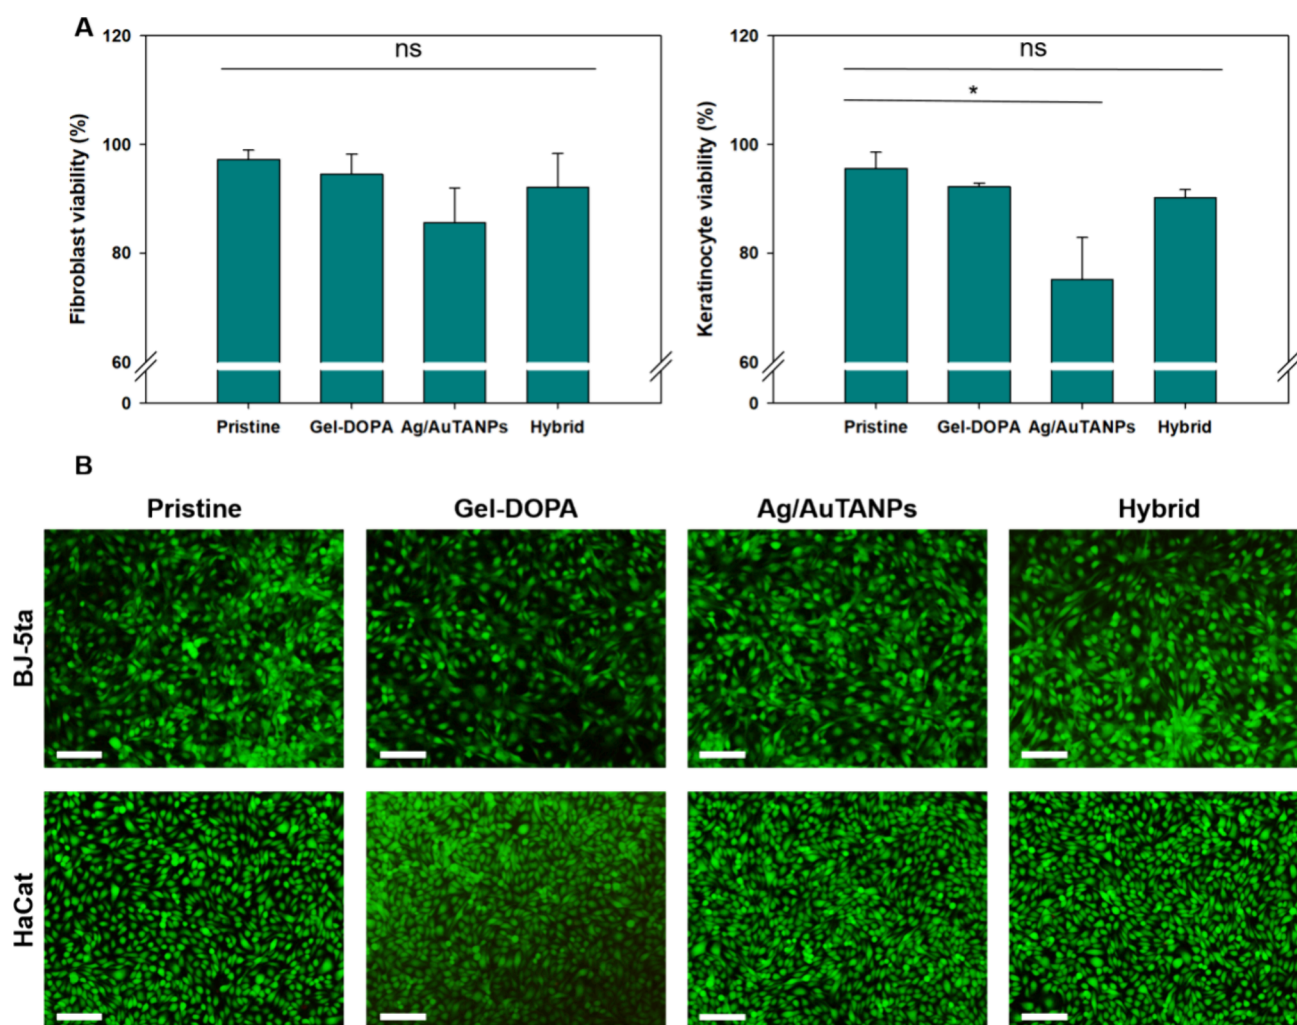 A
120
100
80
60
0
Fibroblast viability (%)
ns
Pristine Gel-DOPA Ag/AuTANPs Hybrid
120
100
80
60
0
Keratinocyte viability (%)
ns
*
Pristine Gel-DOPA Ag/AuTANPs Hybrid
B
Pristine Gel-DOPA Ag/AuTANPs Hybrid
BJ-5ta
HaCat